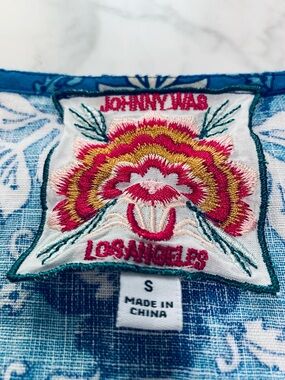 JOHNNY WAS
LOS ANGELES
S
MADE IN
CHINA